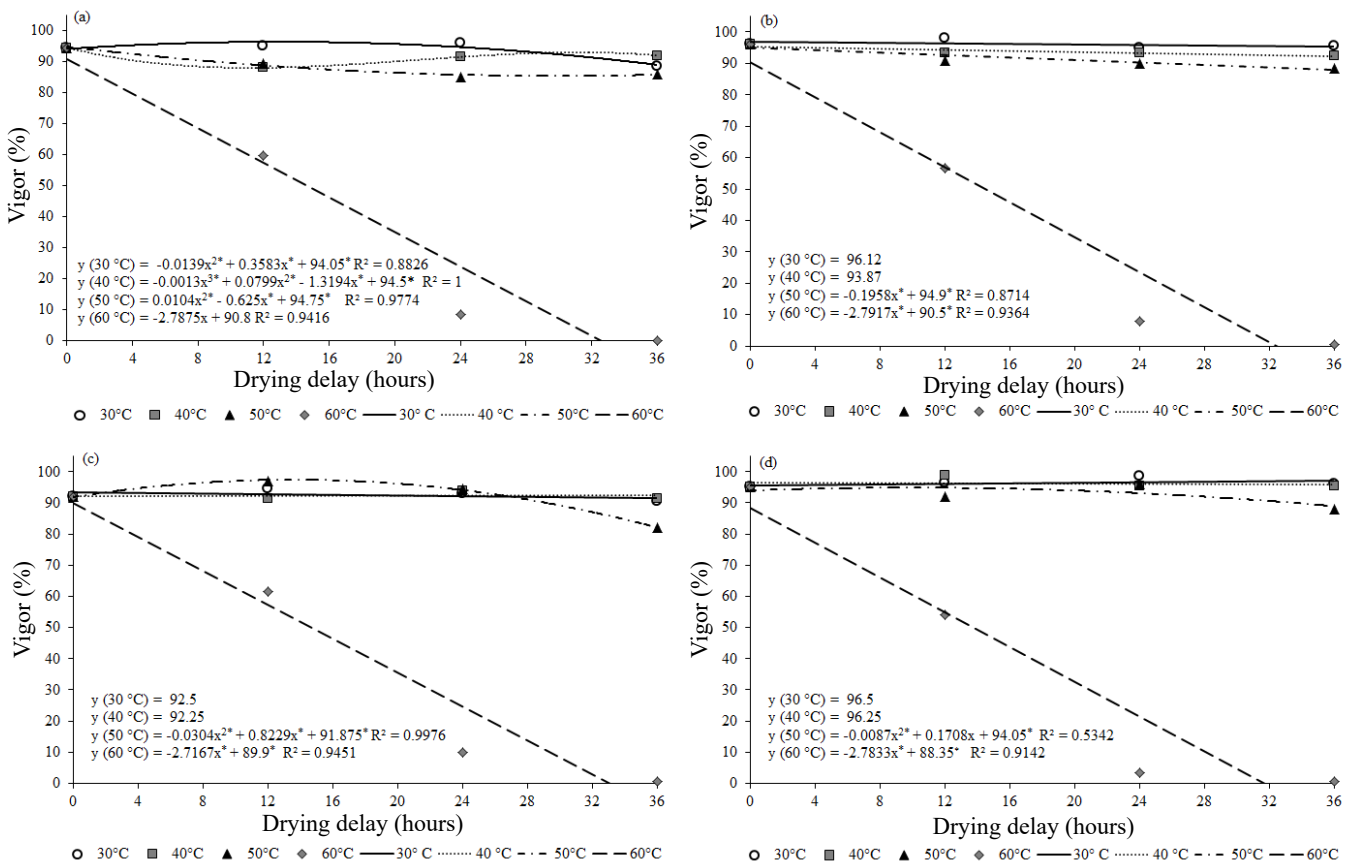 (a)
100
90
80
70
60
50
40
30
20
10
0
Vigor (%)
y (30 °C) = -0.0139x²* + 0.3583x* + 94.05* R² = 0.8826
y (40 °C) = -0.0013x³* + 0.0799x²* - 1.3194x* + 94.5* R² = 1
y (50 °C) = 0.0104x²* - 0.625x* + 94.75* R² = 0.9774
y (60 °C) = -2.7875x + 90.8 R² = 0.9416
0 4 8 12 16 20 24 28 32 36
Drying delay (hours)
30°C 40°C 50°C 60°C 30° C 40 °C 50°C 60°C
(b)
100
90
80
70
60
50
40
30
20
10
0
Vigor (%)
y (30 °C) = 96.12
y (40 °C) = 93.87
y (50 °C) = -0.1958x* + 94.9* R² = 0.8714
y (60 °C) = -2.7917x* + 90.5* R² = 0.9364
0 4 8 12 16 20 24 28 32 36
Drying delay (hours)
30°C 40°C 50°C 60°C 30° C 40 °C 50°C 60°C
(c)
100
90
80
70
60
50
40
30
20
10
0
Vigor (%)
y (30 °C) = 92.5
y (40 °C) = 92.25
y (50 °C) = -0.0304x²* + 0.8229x* + 91.875* R² = 0.9976
y (60 °C) = -2.7167x* + 89.9* R² = 0.9451
0 4 8 12 16 20 24 28 32 36
Drying delay (hours)
30°C 40°C 50°C 60°C 30° C 40 °C 50°C 60°C
(d)
100
90
80
70
60
50
40
30
20
10
0
Vigor (%)
y (30 °C) = 96.5
y (40 °C) = 96.25
y (50 °C) = -0.0087x²* + 0.1708x + 94.05* R² = 0.5342
y (60 °C) = -2.7833x* + 88.35* R² = 0.9142
0 4 8 12 16 20 24 28 32 36
Drying delay (hours)
30°C 40°C 50°C 60°C 30° C 40 °C 50°C 60°C